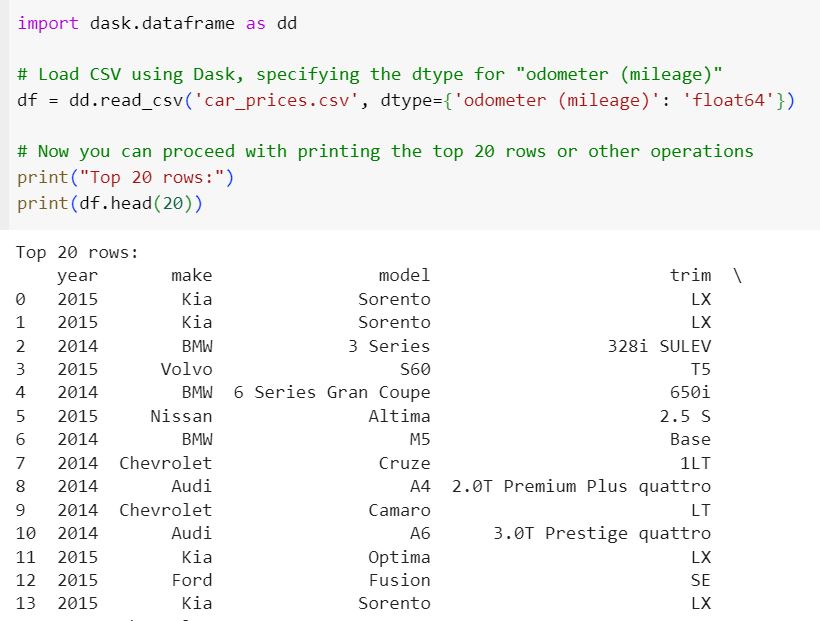 import dask.dataframe as dd
# Load CSV using Dask, specifying the dtype for "odometer (mileage)"
df = dd.read_csv('car_prices.csv', dtype={'odometer (mileage)': 'float64'})
# Now you can proceed with printing the top 20 rows or other operations
print("Top 20 rows:")
print(df.head(20))
Top 20 rows:
year make model trim \
0 2015 Kia Sorento LX
1 2015 Kia Sorento LX
2 2014 BMW 3 Series 328i SULEV
3 2015 Volvo S60 T5
4 2014 BMW 6 Series Gran Coupe 650i
5 2015 Nissan Altima 2.5 S
6 2014 BMW M5 Base
7 2014 Chevrolet Cruze 1LT
8 2014 Audi A4 2.0T Premium Plus quattro
9 2014 Chevrolet Camaro LT
10 2014 Audi A6 3.0T Prestige quattro
11 2015 Kia Optima LX
12 2015 Ford Fusion SE
13 2015 Kia Sorento LX